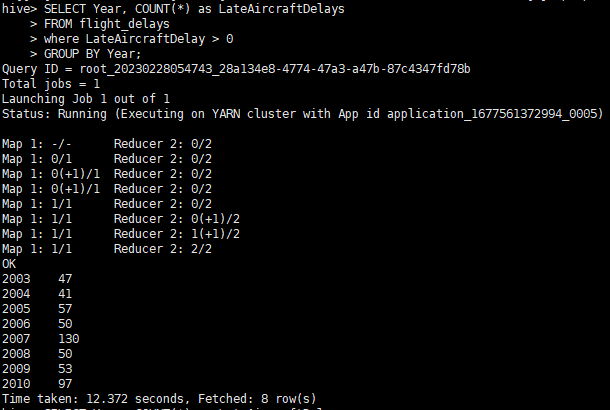 hive> SELECT Year, COUNT(*) as LateAircraftDelays
    > FROM flight_delays
    > where LateAircraftDelay > 0
    > GROUP BY Year;
Query ID = root_20230228054743_28a134e8-4774-47a3-a47b-87c4347fd78b
Total jobs = 1
Launching Job 1 out of 1
Status: Running (Executing on YARN cluster with App id application_1677561372994_0005)

Map 1: -/-      Reducer 2: 0/2
Map 1: 0/1      Reducer 2: 0/2
Map 1: 0(+1)/1  Reducer 2: 0/2
Map 1: 0(+1)/1  Reducer 2: 0/2
Map 1: 1/1      Reducer 2: 0/2
Map 1: 1/1      Reducer 2: 0(+1)/2
Map 1: 1/1      Reducer 2: 1(+1)/2
Map 1: 1/1      Reducer 2: 2/2
OK
2003    47
2004    41
2005    57
2006    50
2007    130
2008    50
2009    53
2010    97
Time taken: 12.372 seconds, Fetched: 8 row(s)